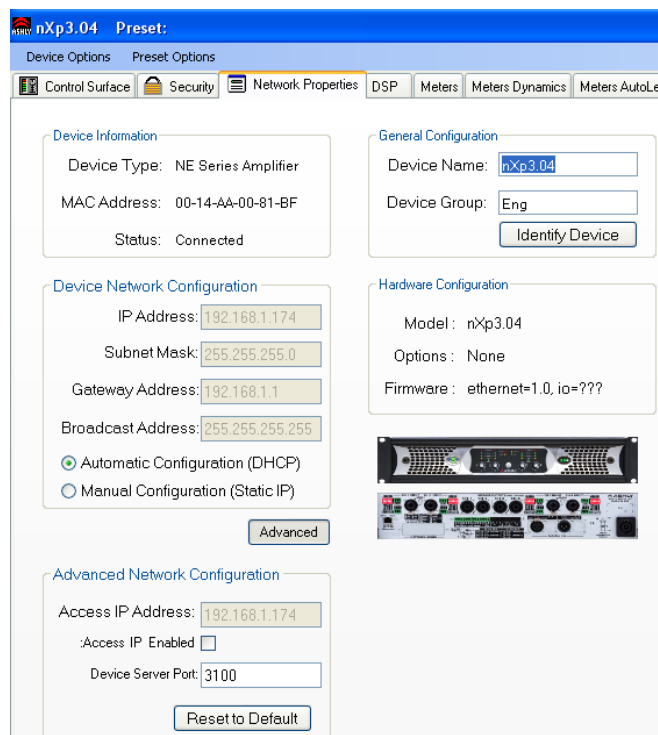 ASHLY nXp3.04 Preset:
Device Options Preset Options
Control Surface Security Network Properties DSP Meters Meters Dynamics Meters AutoLe
Device Information
Device Type: NE Series Amplifier
MAC Address: 00-14-AA-00-81-BF
Status: Connected
General Configuration
Device Name: nXp3.04
Device Group: Eng
Identify Device
Device Network Configuration
IP Address: 192.168.1.174
Subnet Mask: 255.255.255.0
Gateway Address: 192.168.1.1
Broadcast Address: 255.255.255.255
Automatic Configuration (DHCP)
Manual Configuration (Static IP)
Advanced
Hardware Configuration
Model : nXp3.04
Options : None
Firmware : ethernet=1.0, io=???
Advanced Network Configuration
Access IP Address: 192.168.1.174
:Access IP Enabled
Device Server Port: 3100
Reset to Default